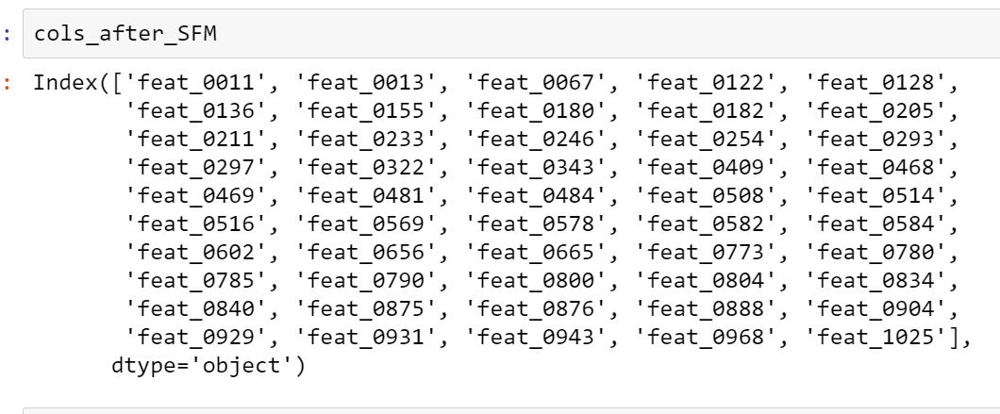 : cols_after_SFM
: Index(['feat_0011', 'feat_0013', 'feat_0067', 'feat_0122', 'feat_0128',
'feat_0136', 'feat_0155', 'feat_0180', 'feat_0182', 'feat_0205',
'feat_0211', 'feat_0233', 'feat_0246', 'feat_0254', 'feat_0293',
'feat_0297', 'feat_0322', 'feat_0343', 'feat_0409', 'feat_0468',
'feat_0469', 'feat_0481', 'feat_0484', 'feat_0508', 'feat_0514',
'feat_0516', 'feat_0569', 'feat_0578', 'feat_0582', 'feat_0584',
'feat_0602', 'feat_0656', 'feat_0665', 'feat_0773', 'feat_0780',
'feat_0785', 'feat_0790', 'feat_0800', 'feat_0804', 'feat_0834',
'feat_0840', 'feat_0875', 'feat_0876', 'feat_0888', 'feat_0904',
'feat_0929', 'feat_0931', 'feat_0943', 'feat_0968', 'feat_1025'],
dtype='object')